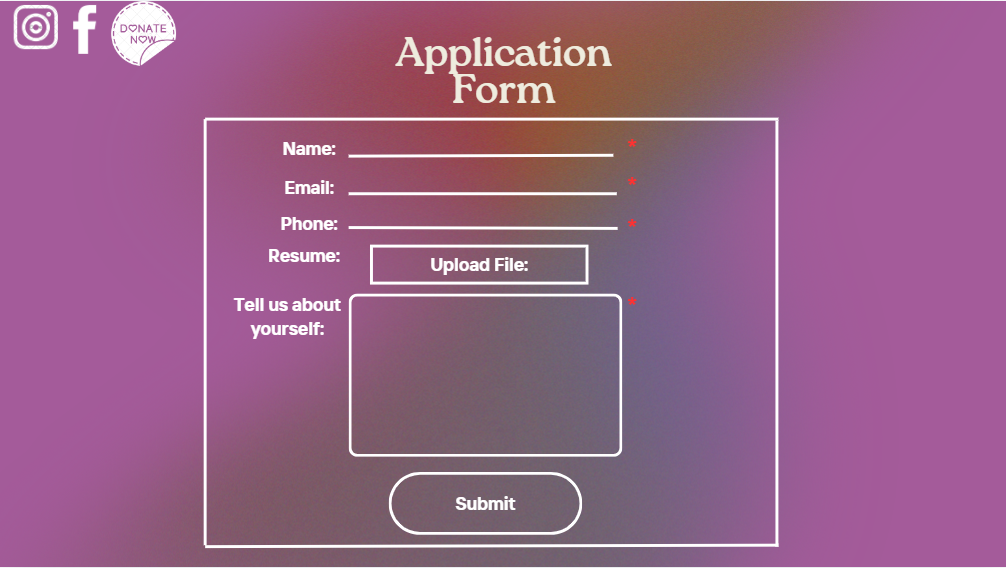 DONATE
NOW
Application
Form
Name: *
Email: *
Phone: *
Resume: Upload File:
Tell us about *
yourself:
Submit